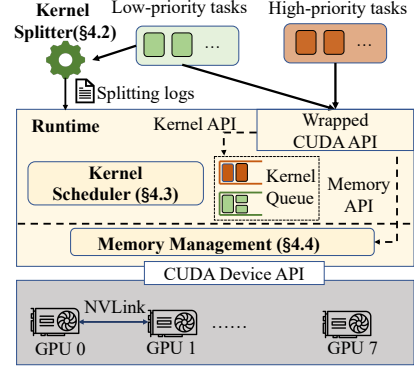 Kernel
Splitter(§4.2)
Low-priority tasks
High-priority tasks
...
...
Splitting logs
Runtime
Kernel API
Wrapped
CUDA API
Kernel
Scheduler (§4.3)
Kernel
Queue
Memory
API
Memory Management (§4.4)
CUDA Device API
NVLink
......
GPU 0
GPU 1
GPU 7